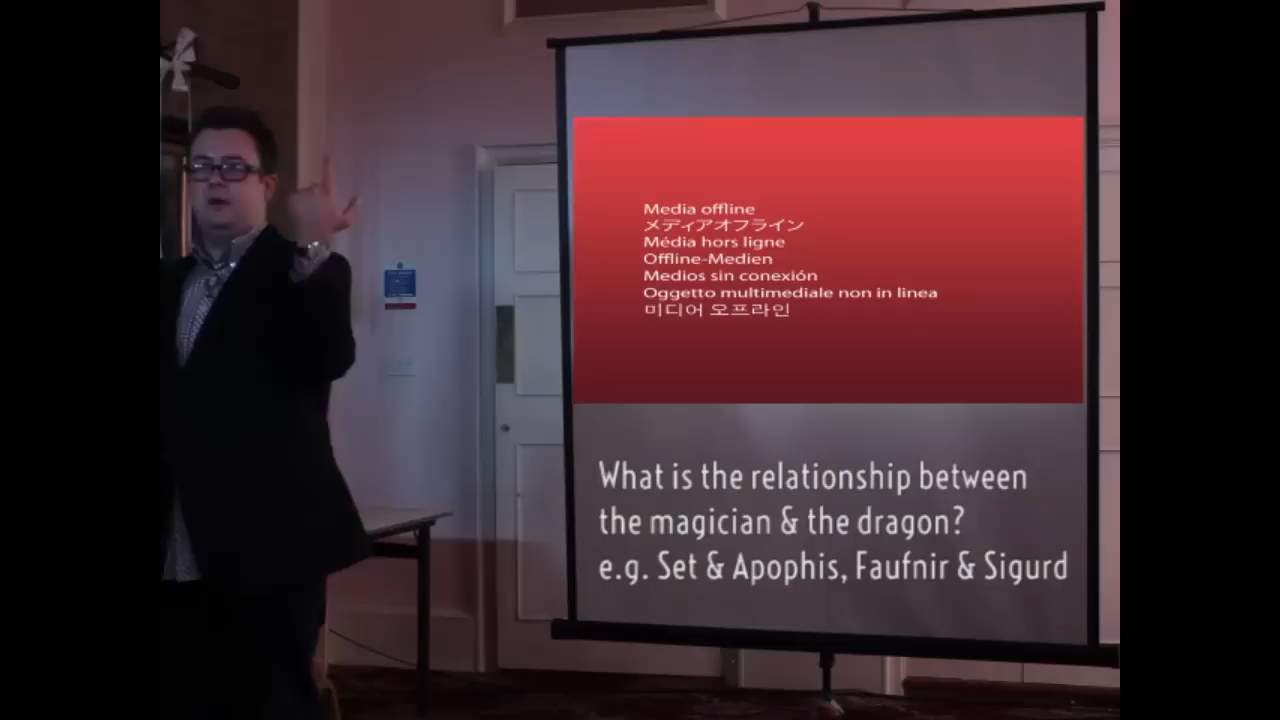 Media offline
メディアオフライン
Média hors ligne
Offline-Medien
Medios sin conexión
Oggetto multimediale non in linea
미디어 오프라인
What is the relationship between
the magician & the dragon?
e.g. Set & Apophis, Faufnir & Sigurd